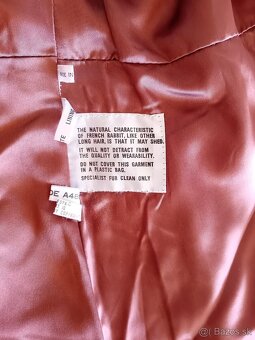 THE NATURAL CHARACTERISTIC
OF FRENCH RABBIT, LIKE OTHER
LONG HAIR, IS THAT IT MAY SHED.
IT WILL NOT DETRACT FROM
THE QUALITY OR WEARABILITY.
DO NOT COVER THIS GARMENT
IN A PLASTIC BAG.
SPECIALIST FUR CLEAN ONLY
bazar.sk